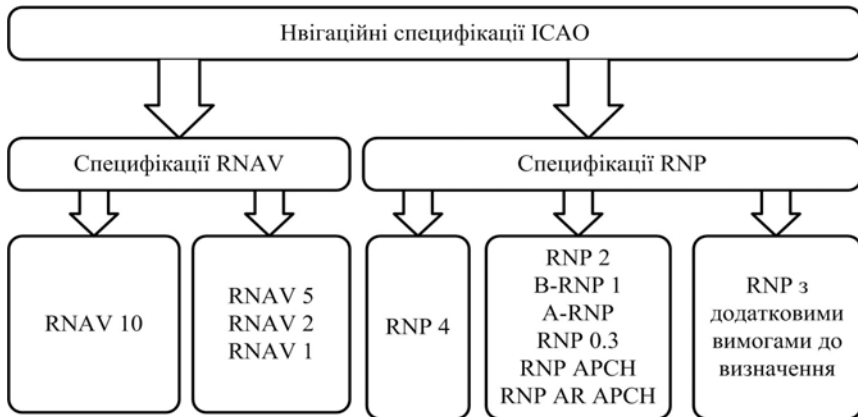 Нвігаційні специфікації ICAO
Специфікації RNAV
Специфікації RNP
RNAV 10
RNAV 5
RNAV 2
RNAV 1
RNP 4
RNP 2
B-RNP 1
A-RNP
RNP 0.3
RNP APCH
RNP AR APCH
RNP з
додатковими
вимогами до
визначення